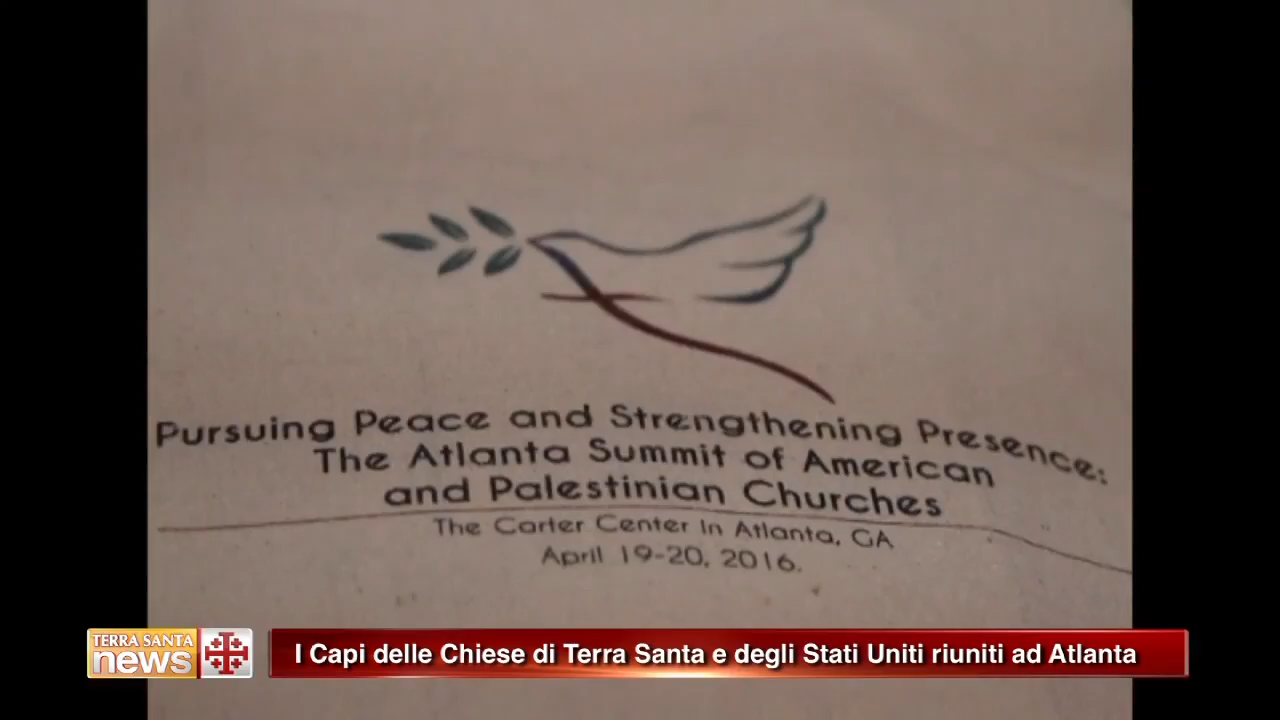 Pursuing Peace and Strengthening Presence:
The Atlanta Summit of American
and Palestinian Churches
The Carter Center In Atlanta, GA
April 19-20, 2016.
TERRA SANTA
news
I Capi delle Chiese di Terra Santa e degli Stati Uniti riuniti ad Atlanta